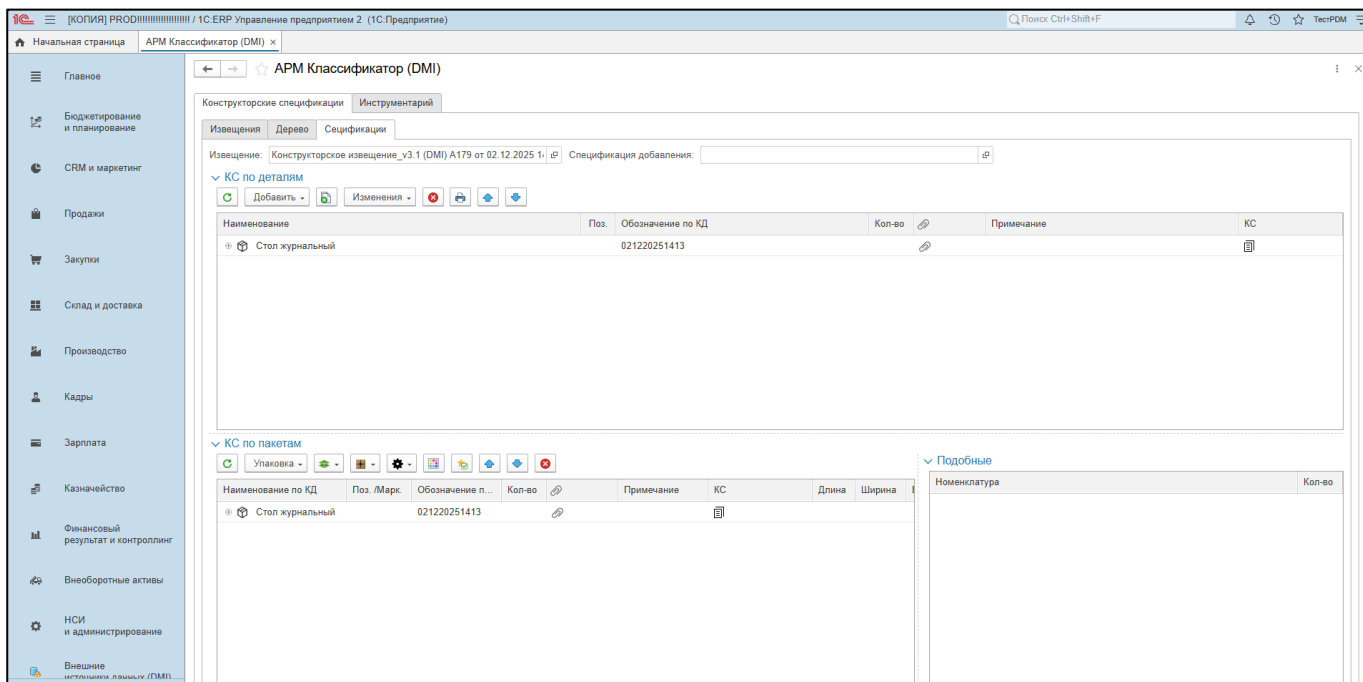 1С [КОПИЯ] PROD!!!!!!!!!!!!!!!!!!!! / 1C:ERP Управление предприятием 2 (1С:Предприятие) Поиск Ctrl+Shift+F ТестPDM
Начальная страница АРМ Классификатор (DMI) ×
Главное
Бюджетирование
и планирование
CRM и маркетинг
Продажи
Закупки
Склад и доставка
Производство
Кадры
Зарплата
Казначейство
Финансовый
результат и контроллинг
Внеоборотные активы
НСИ
и администрирование
Внешние
источники данных (DMI)
АРМ Классификатор (DMI)
Конструкторские спецификации Инструментарий
Извещения Дерево Сецификации
Извещение: Конструкторское извещение_v3.1 (DMI) А179 от 02.12.2025 1 Спецификация добавления:
КС по деталям
Добавить Изменения
Наименование Поз. Обозначение по КД Кол-во Примечание КС
Стол журнальный 021220251413
КС по пакетам
Упаковка
Наименование по КД Поз. /Марк. Обозначение п... Кол-во Примечание КС Длина Ширина
Стол журнальный 021220251413
Подобные
Номенклатура Кол-во